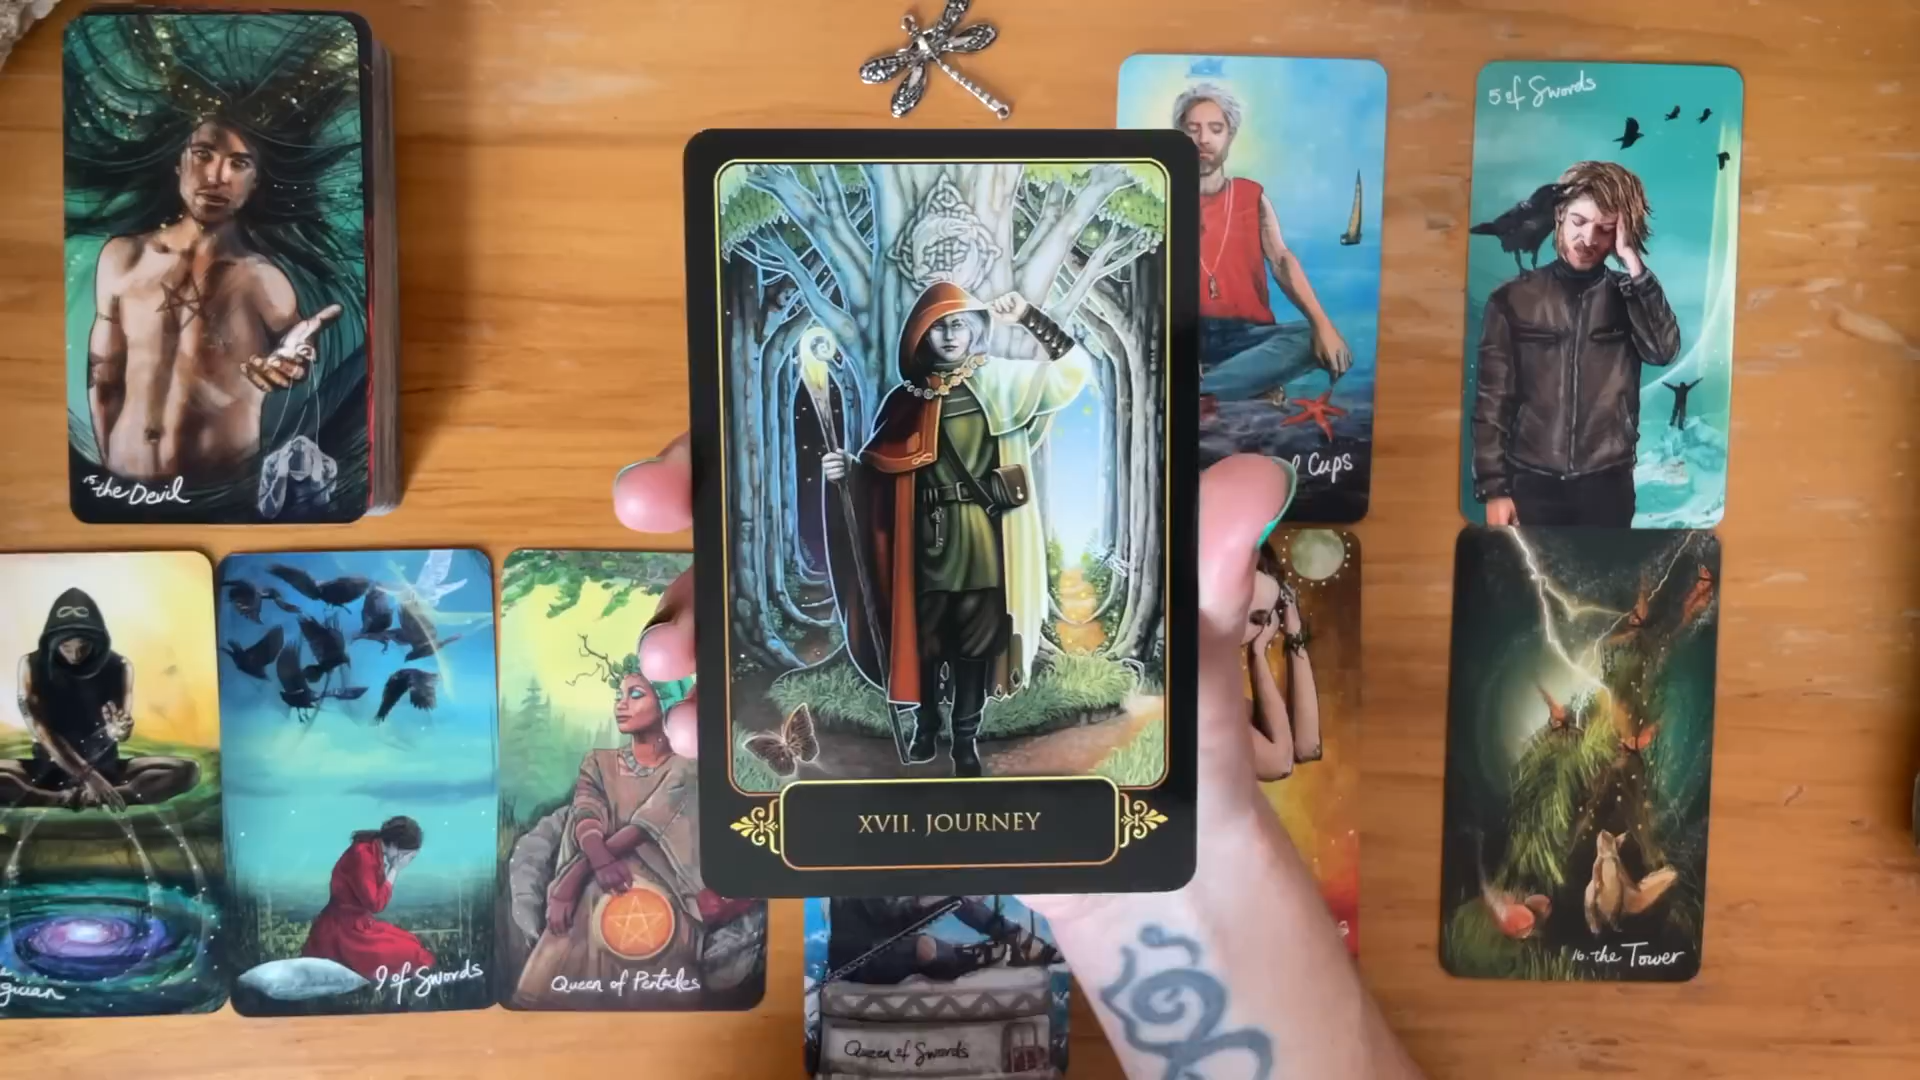 5 of Swords
15 the Devil
Cups
XVII. JOURNEY
9 of Swords
Queen of Pentacles
16. the Tower
Queen of Swords